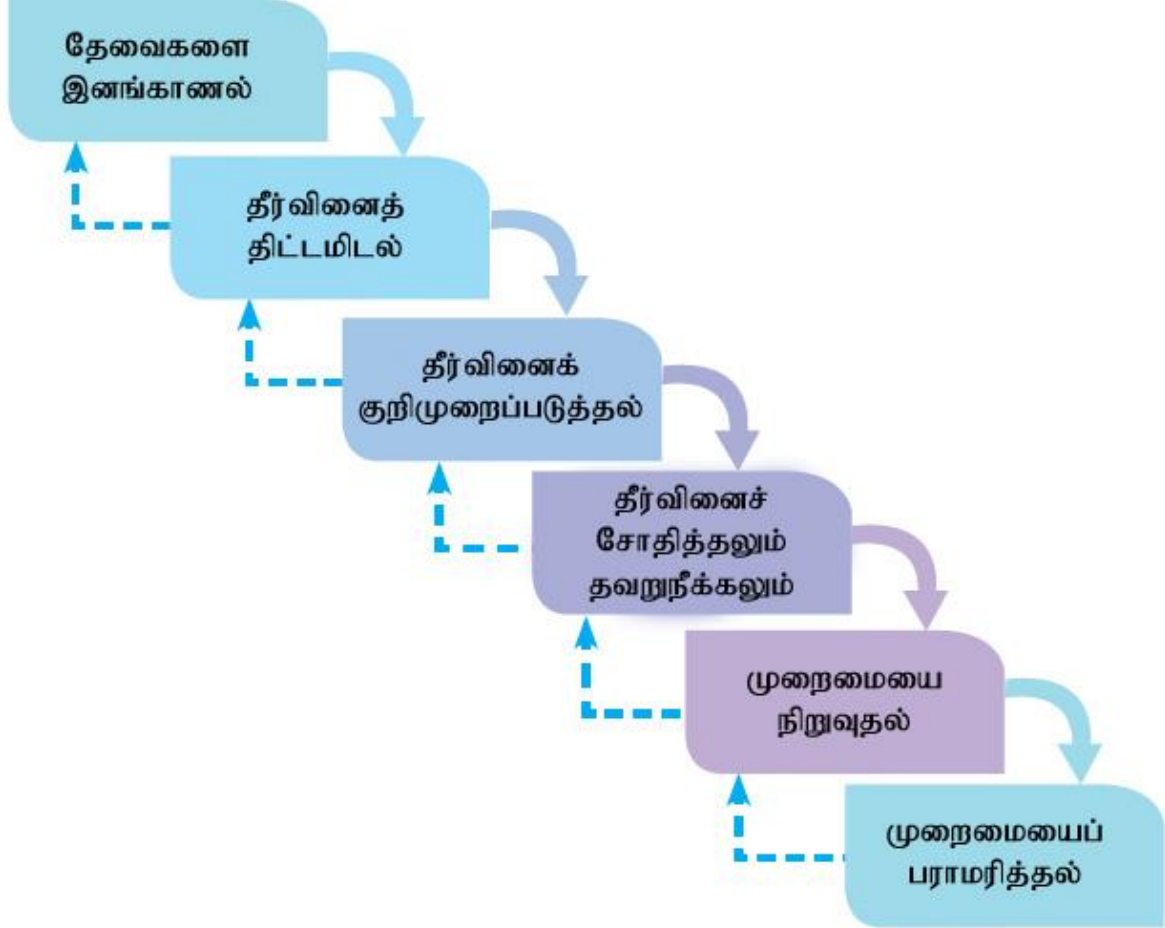 தேவைகளை
இனங்காணல்
தீர்வினைத்
திட்டமிடல்
தீர்வினைக்
குறிமுறைப்படுத்தல்
தீர்வினைச்
சோதித்தலும்
தவறுநீக்கலும்
முறைமையை
நிறுவுதல்
முறைமையைப்
பராமரித்தல்